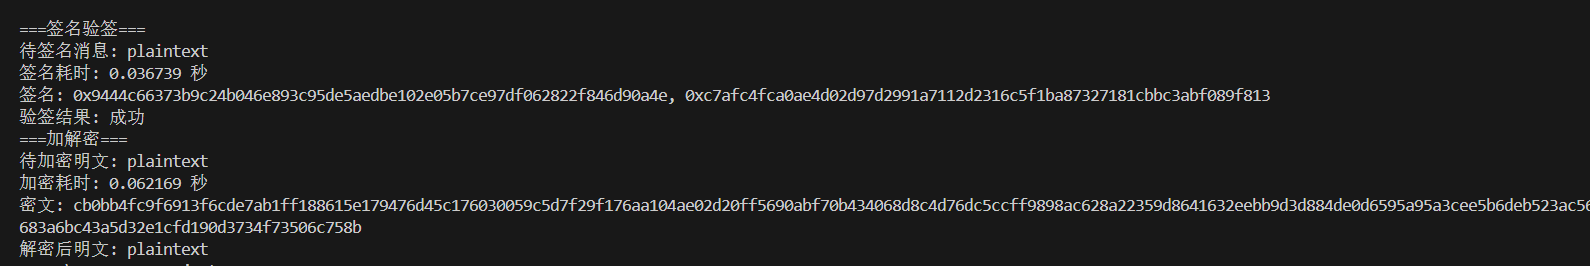 ===签名验签===
待签名消息: plaintext
签名耗时: 0.036739 秒
签名: 0x9444c66373b9c24b046e893c95de5aedbe102e05b7ce97df062822f846d90a4e, 0xc7afc4fca0ae4d02d97d2991a7112d2316c5f1ba87327181cbbc3abf089f813
验签结果: 成功
===加解密===
待加密明文: plaintext
加密耗时: 0.062169 秒
密文: cb0bb4fc9f6913f6cde7ab1ff188615e179476d45c176030059c5d7f29f176aa104ae02d20ff5690abf70b434068d8c4d76dc5ccff9898ac628a22359d8641632eebb9d3d884de0d6595a95a3cee5b6deb523ac56
683a6bc43a5d32e1cfd190d3734f73506c758b
解密后明文: plaintext